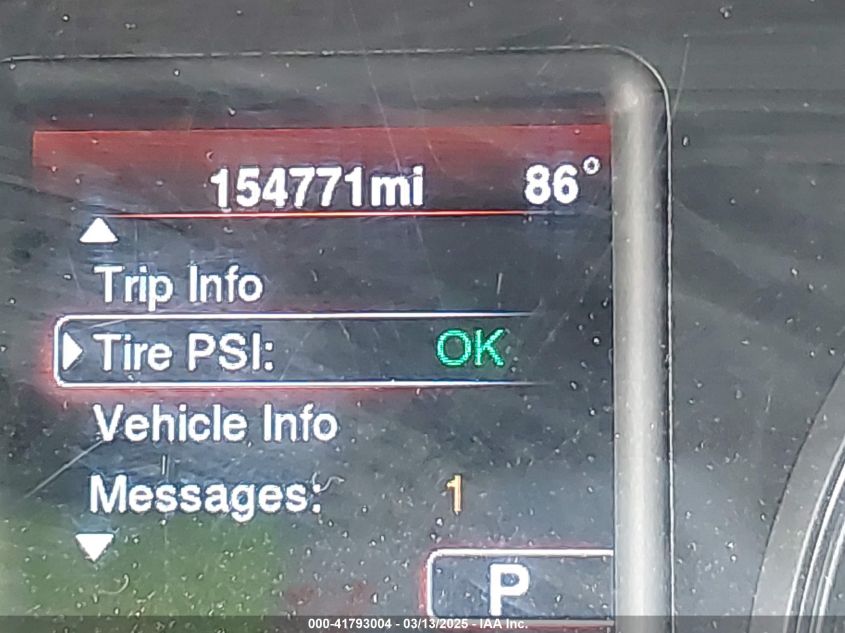 154771mi 86°
Trip Info
Tire PSI: OK
Vehicle Info
Messages: 1
P
000-41793004 - 03/13/2025 - IAA Inc.